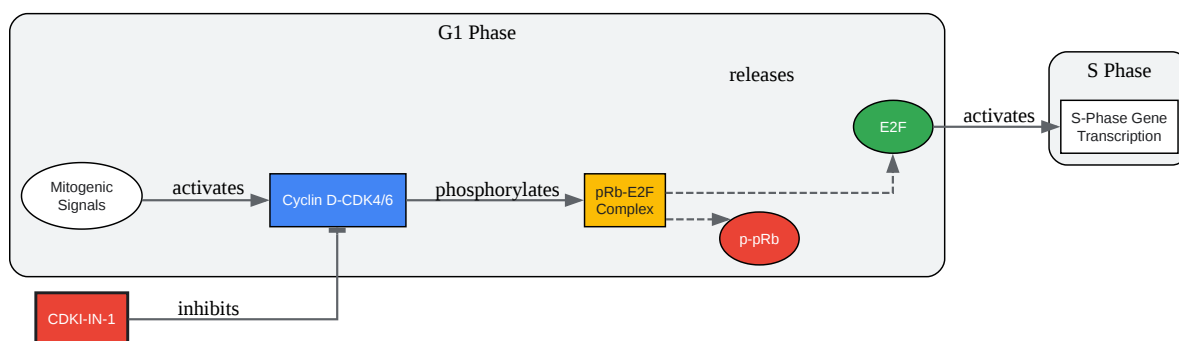 G1 Phase
releases
S Phase
E2F
activates
S-Phase Gene
Transcription
Mitogenic
Signals
activates
Cyclin D-CDK4/6
phosphorylates
pRb-E2F
Complex
p-pRb
CDKI-IN-1
inhibits